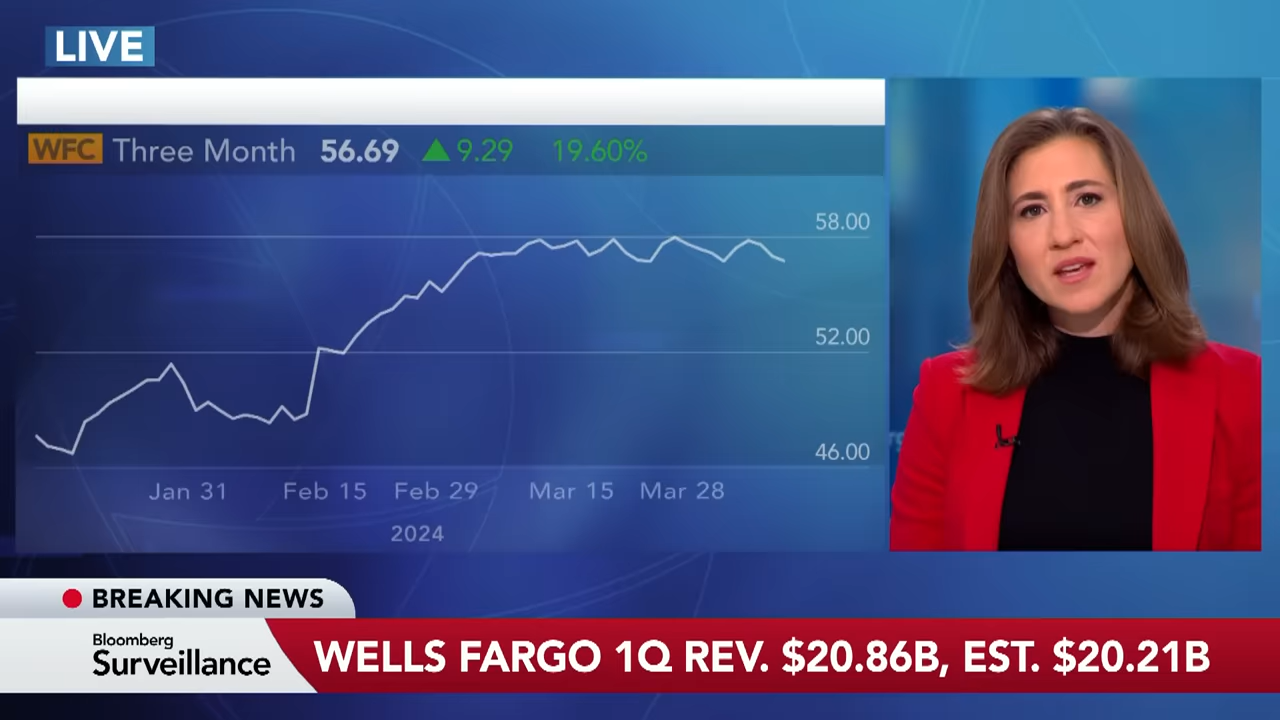 LIVE
WFC Three Month 56.69 ▲ 9.29 19.60%
58.00
52.00
46.00
Jan 31 Feb 15 Feb 29 Mar 15 Mar 28
2024
BREAKING NEWS
Bloomberg
Surveillance
WELLS FARGO 1Q REV. $20.86B, EST. $20.21B